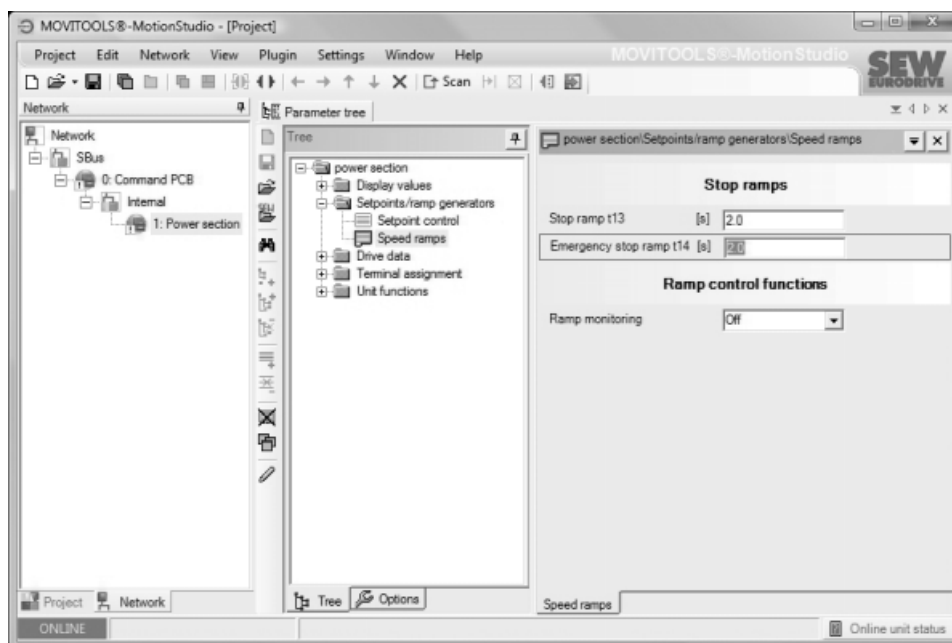 MOVITOOLS®-MotionStudio - [Project]
Project Edit Network View Plugin Settings Window Help
MOVITOOLS®-MotionStudio
SEW
EURODRIVE
Scan
Network
Parameter tree
Network
SBus
0: Command PCB
Internal
1: Power section
Tree
power section
Display values
Setpoints/ramp generators
Setpoint control
Speed ramps
Drive data
Terminal assignment
Unit functions
power section\Setpoints/ramp generators\Speed ramps
Stop ramps
Stop ramp t13 [s] 2.0
Emergency stop ramp t14 [s] 2.0
Ramp control functions
Ramp monitoring Off
Project Network
Tree Options
Speed ramps
ONLINE
Online unit status